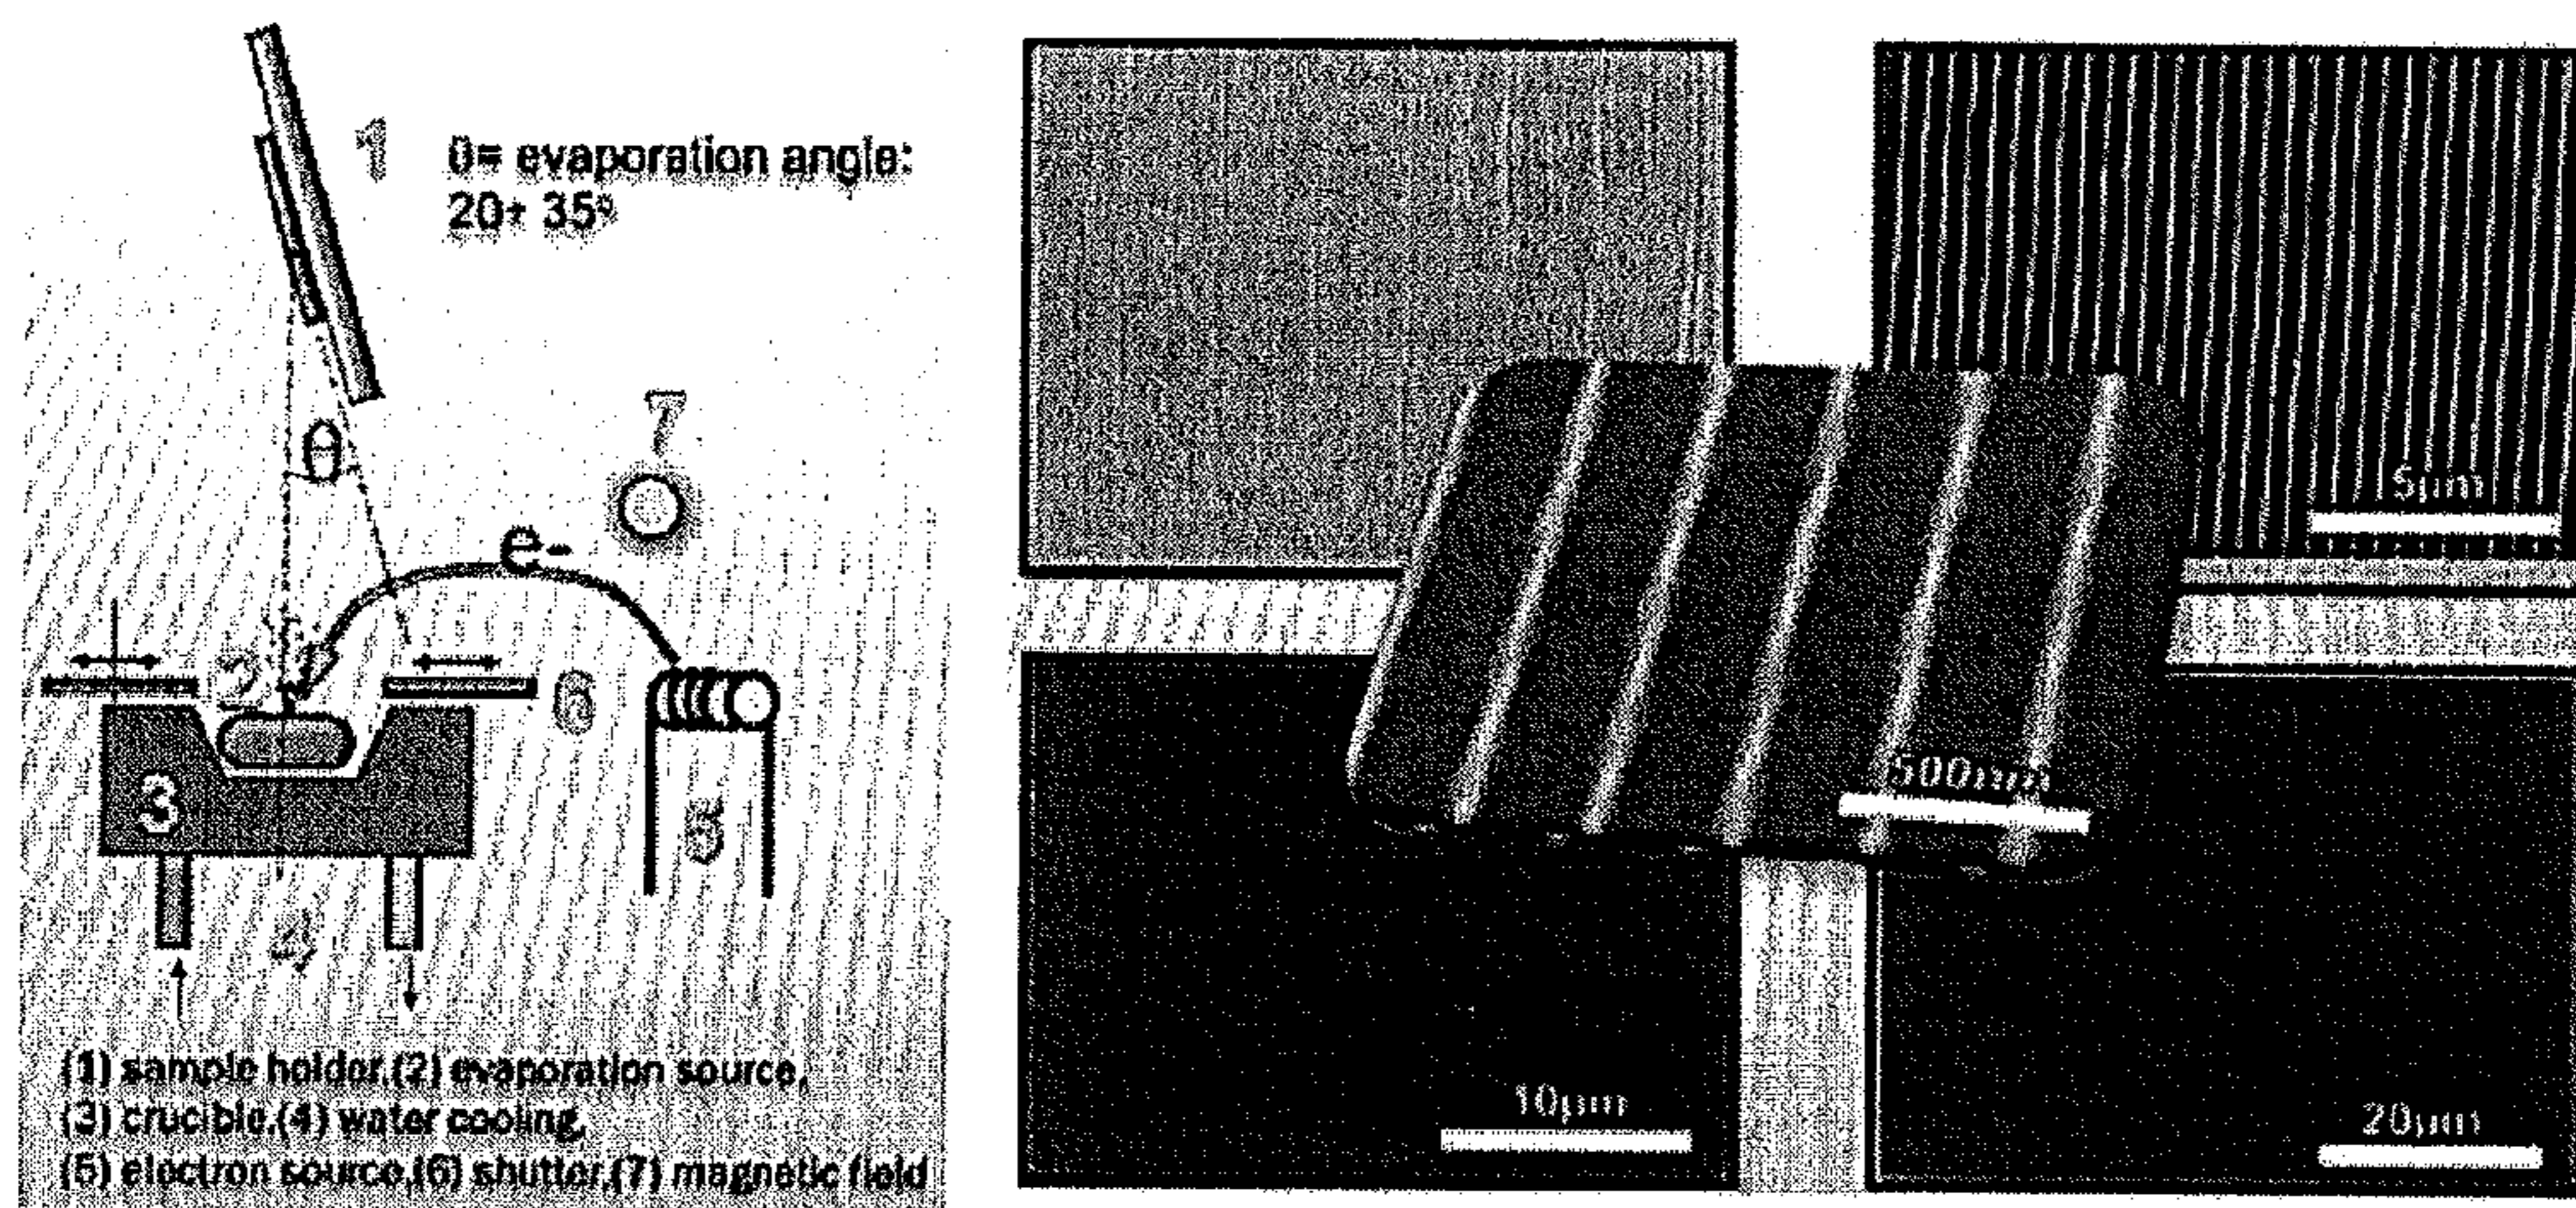 1
θ= evaporation angle:
20÷ 35º
7
θ
e-
2
6
3
5
4
(1) sample holder,(2) evaporation source,
(3) crucible,(4) water cooling,
(5) electron source,(6) shutter,(7) magnetic field
5µm
500nm
10µm
20µm